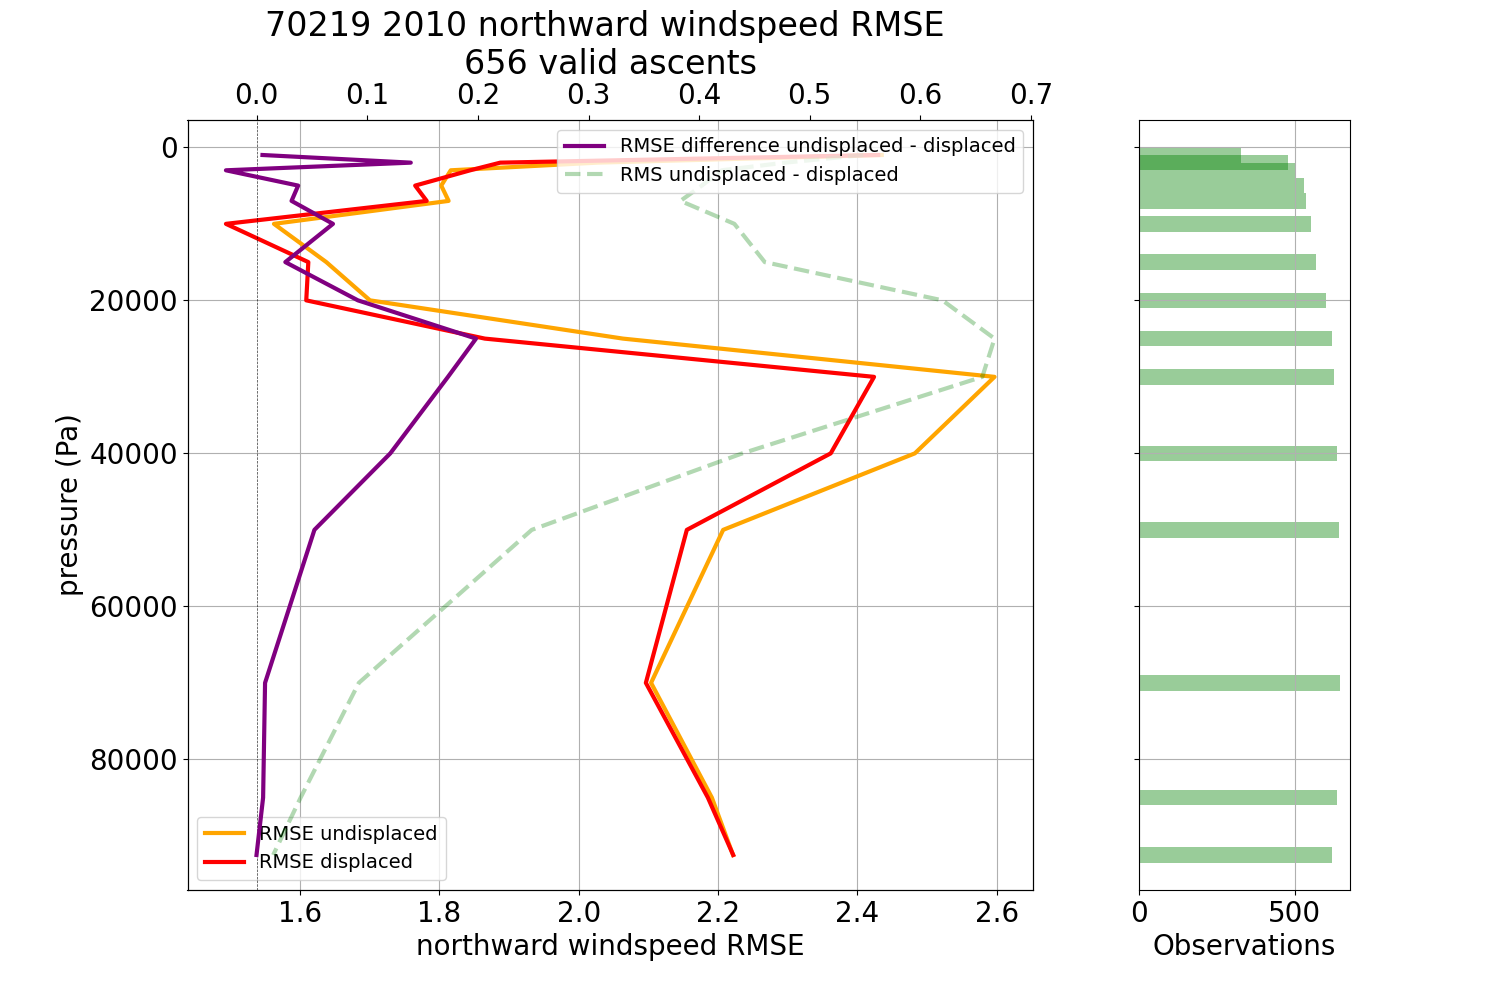 70219 2010 northward windspeed RMSE
656 valid ascents
0.0 0.1 0.2 0.3 0.4 0.5 0.6 0.7
RMSE difference undisplaced - displaced
RMS undisplaced - displaced
0
20000
40000
60000
80000
pressure (Pa)
RMSE undisplaced
RMSE displaced
1.6 1.8 2.0 2.2 2.4 2.6
northward windspeed RMSE
0 500
Observations